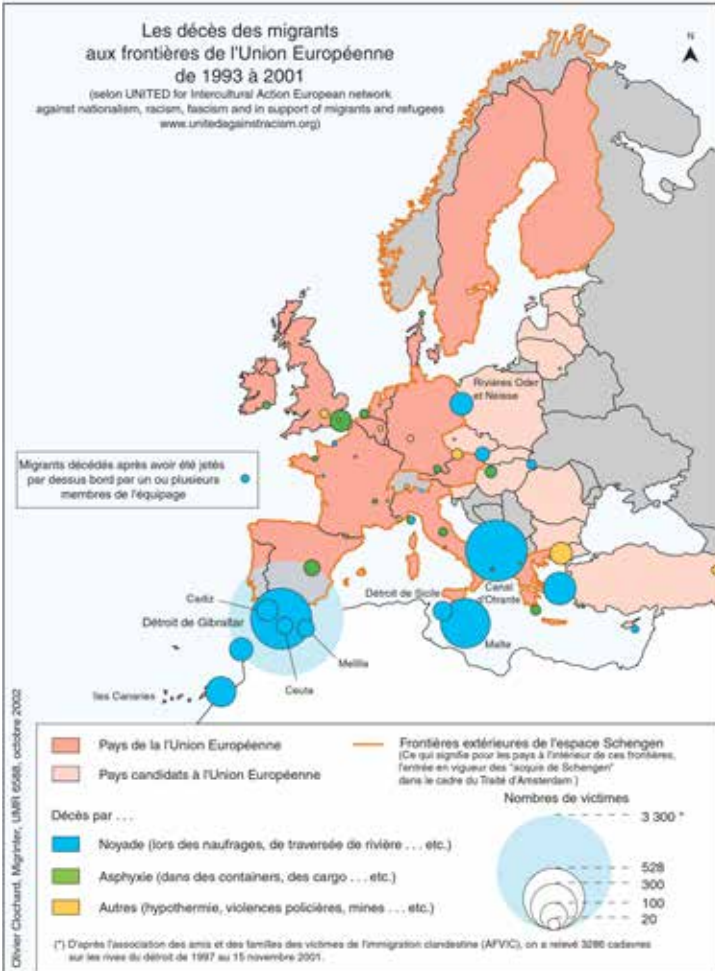 Les décès des migrants
aux frontières de l'Union Européenne
de 1993 à 2001
(selon UNITED for Intercultural Action European network
against nationalism, racism, fascism and in support of migrants and refugees
www.unitedagainstracism.org)
N
Rivières Oder
et Neisse
Migrants décédés après avoir été jetés
par dessus bord par un ou plusieurs
membres de l'équipage
Cadiz
Détroit de Sicile
Canal
d'Otrante
Détroit de Gibraltar
Malte
Melilla
Ceuta
Iles Canaries
Pays de la l'Union Européenne
Pays candidats à l'Union Européenne
Frontières extérieures de l'espace Schengen
(Ce qui signifie pour les pays à l'intérieur de ces frontières,
l'entrée en vigueur des "acquis de Schengen"
dans le cadre du Traité d'Amsterdam.)
Décès par . . .
Noyade (lors des naufrages, de traversée de rivière . . . etc.)
Asphyxie (dans des containers, des cargo . . . etc.)
Autres (hypothermie, violences policières, mines . . . etc.)
Nombres de victimes
3 300 *
528
300
100
20
(*) D'après l'association des amis et des familles des victimes de l'immigration clandestine (AFVIC), on a relevé 3286 cadavres
sur les rives du détroit de 1997 au 15 novembre 2001.
Olivier Clochard, Migrinter, UMR 6588, octobre 2002